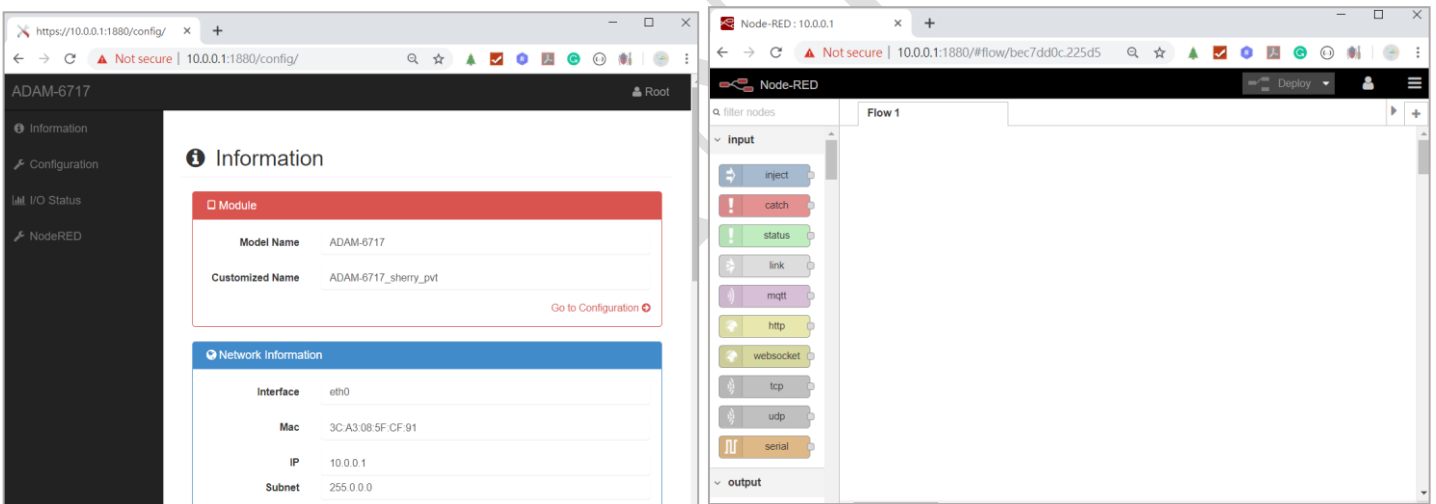 https://10.0.0.1:1880/config/
Not secure | 10.0.0.1:1880/config/
ADAM-6717
Root
Information
Configuration
I/O Status
NodeRED
Information
Module
Model Name ADAM-6717
Customized Name ADAM-6717_sherry_pvt
Go to Configuration
Network Information
Interface eth0
Mac 3C:A3:08:5F:CF:91
IP 10.0.0.1
Subnet 255.0.0.0
Node-RED : 10.0.0.1
Not secure | 10.0.0.1:1880/#flow/bec7dd0c.225d5
Node-RED
Deploy
filter nodes
Flow 1
input
inject
catch
status
link
mqtt
http
websocket
tcp
udp
serial
output